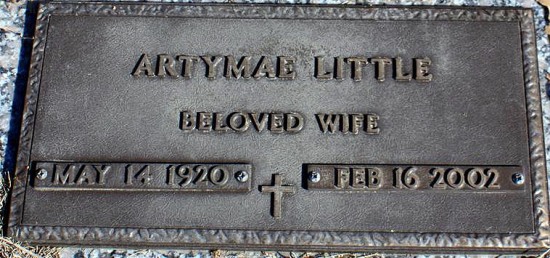 ARTYMAE LITTLE
BELOVED WIFE
MAY 14 1920 FEB 16 2002